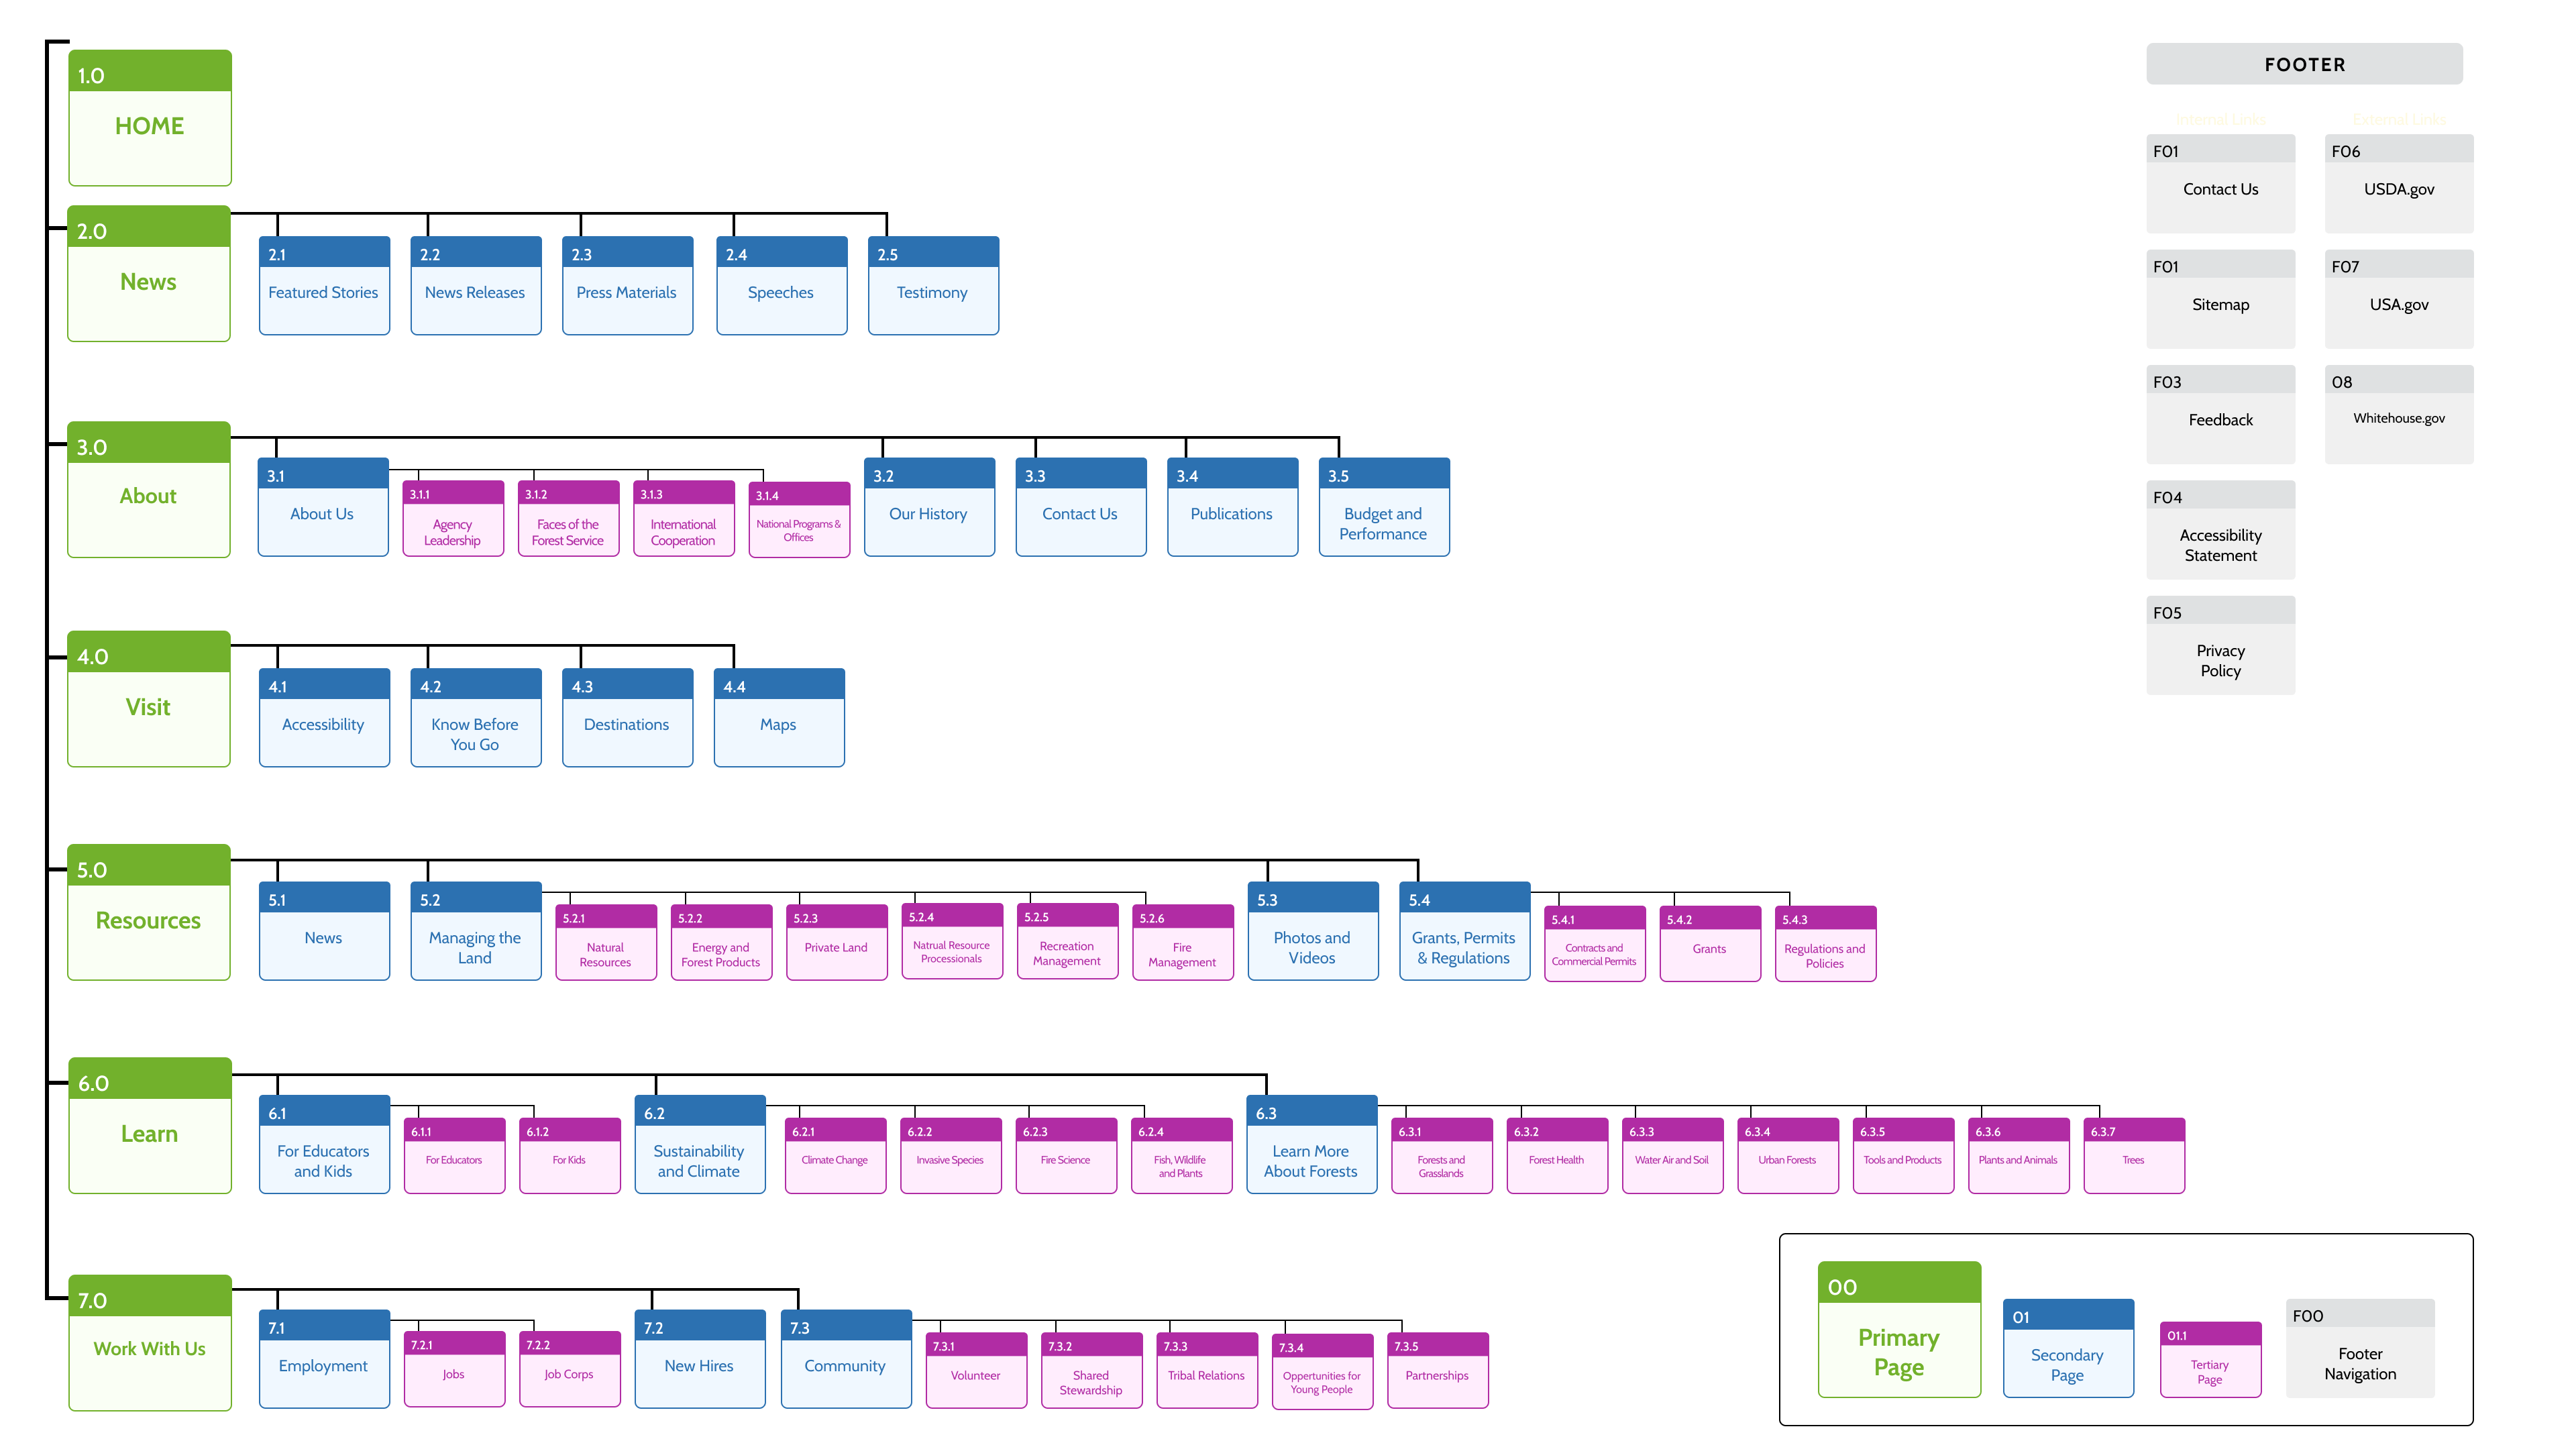 1.0
HOME
2.0
News
2.1
Featured Stories
2.2
News Releases
2.3
Press Materials
2.4
Speeches
2.5
Testimony
3.0
About
3.1
About Us
3.1.1
Agency
Leadership
3.1.2
Faces of the
Forest Service
3.1.3
International
Cooperation
3.1.4
National Programs &
Offices
3.2
Our History
3.3
Contact Us
3.4
Publications
3.5
Budget and
Performance
4.0
Visit
4.1
Accessibility
4.2
Know Before
You Go
4.3
Destinations
4.4
Maps
5.0
Resources
5.1
News
5.2
Managing the
Land
5.2.1
Natural
Resources
5.2.2
Energy and
Forest Products
5.2.3
Private Land
5.2.4
Natrual Resource
Processionals
5.2.5
Recreation
Management
5.2.6
Fire
Management
5.3
Photos and
Videos
5.4
Grants, Permits
& Regulations
5.4.1
Contracts and
Commercial Permits
5.4.2
Grants
5.4.3
Regulations and
Policies
6.0
Learn
6.1
For Educators
and Kids
6.1.1
For Educators
6.1.2
For Kids
6.2
Sustainability
and Climate
6.2.1
Climate Change
6.2.2
Invasive Species
6.2.3
Fire Science
6.2.4
Fish, Wildlife
and Plants
6.3
Learn More
About Forests
6.3.1
Forests and
Grasslands
6.3.2
Forest Health
6.3.3
Water Air and Soil
6.3.4
Urban Forests
6.3.5
Tools and Products
6.3.6
Plants and Animals
6.3.7
Trees
7.0
Work With Us
7.1
Employment
7.2.1
Jobs
7.2.2
Job Corps
7.2
New Hires
7.3
Community
7.3.1
Volunteer
7.3.2
Shared
Stewardship
7.3.3
Tribal Relations
7.3.4
Oppertunities for
Young People
7.3.5
Partnerships
FOOTER
Internal Links
External Links
F01
Contact Us
F06
USDA.gov
F01
Sitemap
F07
USA.gov
F03
Feedback
08
Whitehouse.gov
F04
Accessibility
Statement
F05
Privacy
Policy
00
Primary
Page
01
Secondary
Page
01.1
Tertiary
Page
F00
Footer
Navigation